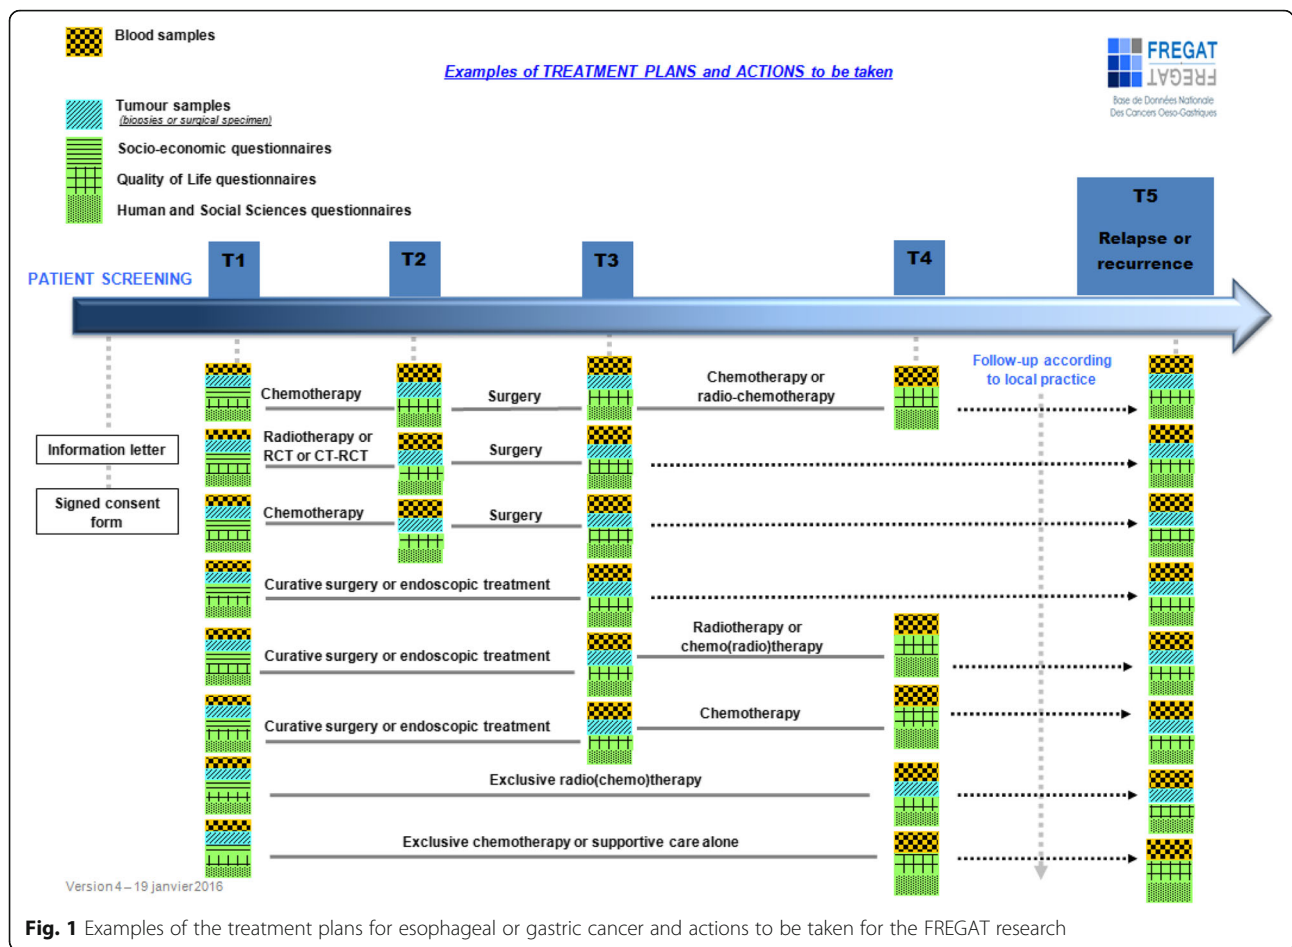 Blood samples
Examples of TREATMENT PLANS and ACTIONS to be taken
FREGAT
FREGAT
Base de Données Nationale
Des Cancers Oeso-Gastriques
Tumour samples
(biopsies or surgical specimen)
Socio-economic questionnaires
Quality of Life questionnaires
Human and Social Sciences questionnaires
PATIENT SCREENING
T1
T2
T3
T4
T5
Relapse or
recurrence
Information letter
Signed consent
form
Chemotherapy
Surgery
Chemotherapy or
radio-chemotherapy
Follow-up according
to local practice
Radiotherapy or
RCT or CT-RCT
Surgery
Chemotherapy
Surgery
Curative surgery or endoscopic treatment
Curative surgery or endoscopic treatment
Radiotherapy or
chemo(radio)therapy
Curative surgery or endoscopic treatment
Chemotherapy
Exclusive radio(chemo)therapy
Exclusive chemotherapy or supportive care alone
Version 4 – 19 janvier 2016
Fig. 1 Examples of the treatment plans for esophageal or gastric cancer and actions to be taken for the FREGAT research